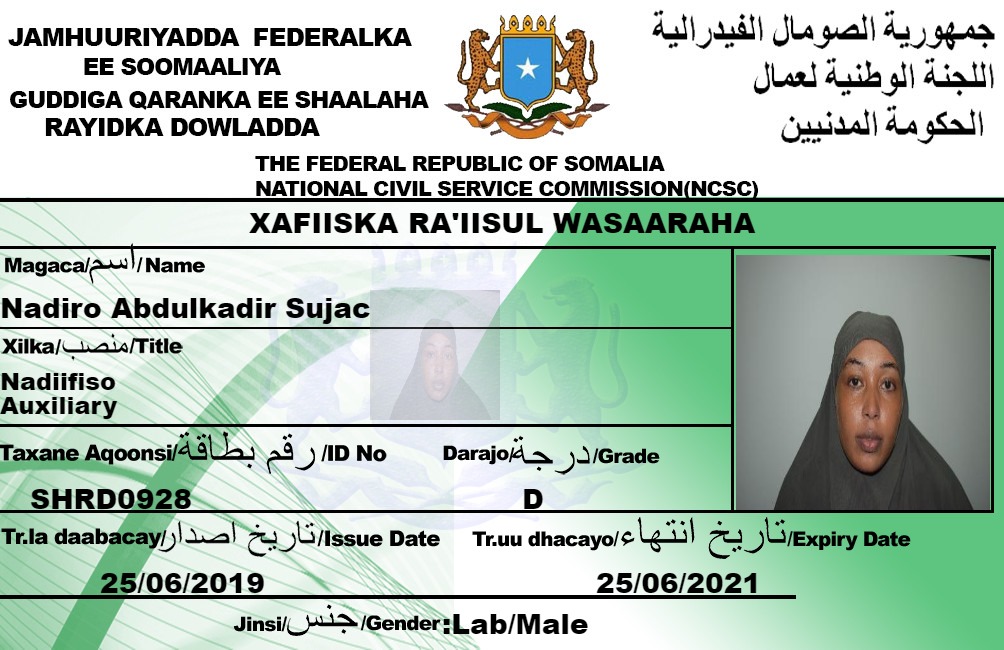 JAMHUURIYADDA FEDERALKA
EE SOOMAALIYA
GUDDIGA QARANKA EE SHAALAHA
RAYIDKA DOWLADDA
جمهورية الصومال الفيدرالية
اللجنة الوطنية لعمال
الحكومة المدنيين
THE FEDERAL REPUBLIC OF SOMALIA
NATIONAL CIVIL SERVICE COMMISSION(NCSC)
XAFIISKA RA'IISUL WASAARAHA
Magaca/اسم/Name
Nadiro Abdulkadir Sujac
Xilka/منصب/Title
Nadiifiso
Auxiliary
Taxane Aqoonsi/رقم بطاقة/ID No
Darajo/درجة/Grade
SHRD0928
D
Tr.la daabacay/تاريخ اصدار/Issue Date
Tr.uu dhacayo/تاريخ انتهاء/Expiry Date
25/06/2019
25/06/2021
Jinsi/جنس/Gender:Lab/Male